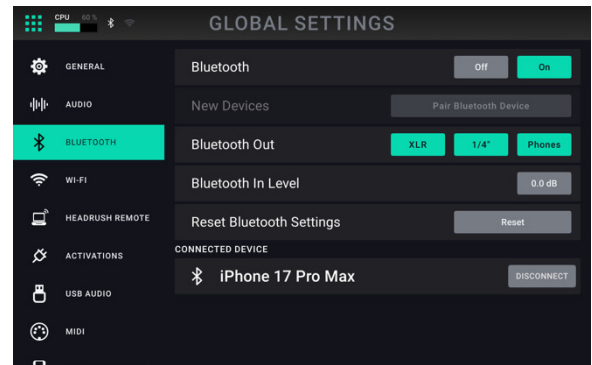 CPU 60 %
GLOBAL SETTINGS
GENERAL
AUDIO
BLUETOOTH
WI-FI
HEADRUSH REMOTE
ACTIVATIONS
USB AUDIO
MIDI
Bluetooth Off On
New Devices Pair Bluetooth Device
Bluetooth Out XLR 1/4" Phones
Bluetooth In Level 0.0 dB
Reset Bluetooth Settings Reset
CONNECTED DEVICE
iPhone 17 Pro Max DISCONNECT